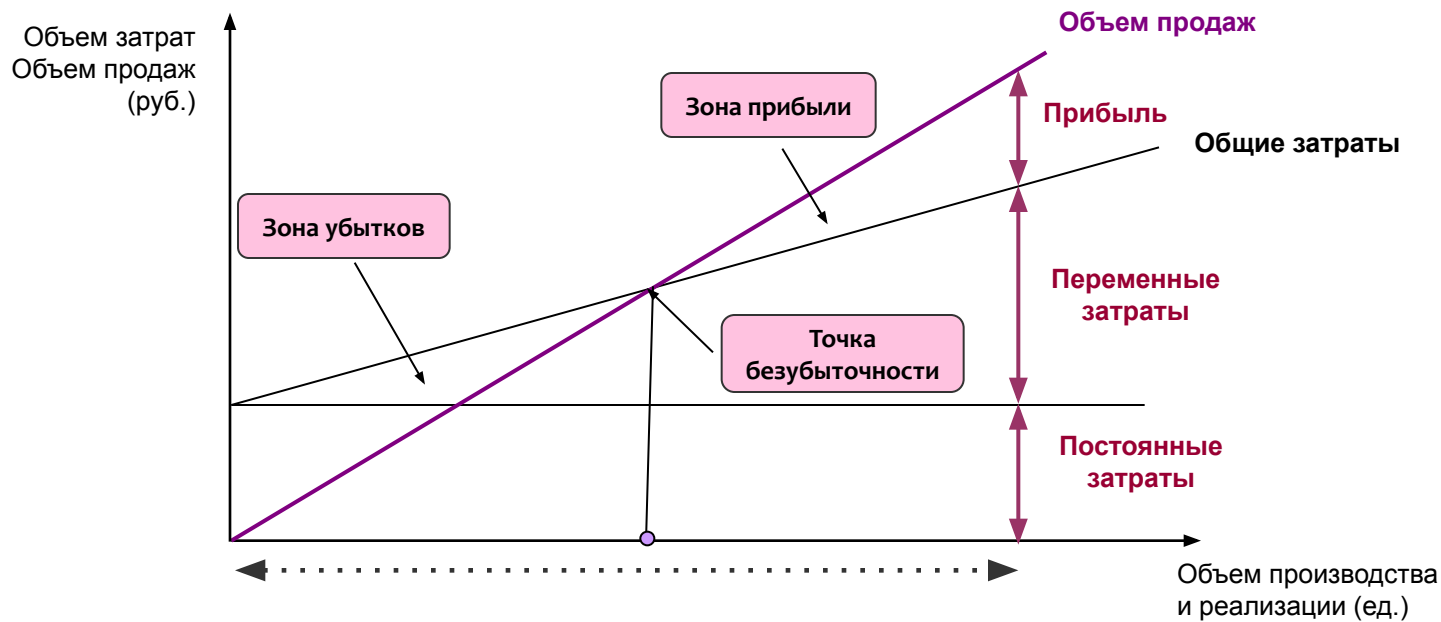 Объем затрат
Объем продаж
(руб.)
Объем продаж
Зона прибыли
Прибыль
Общие затраты
Зона убытков
Переменные
затраты
Точка
безубыточности
Постоянные
затраты
Объем производства
и реализации (ед.)